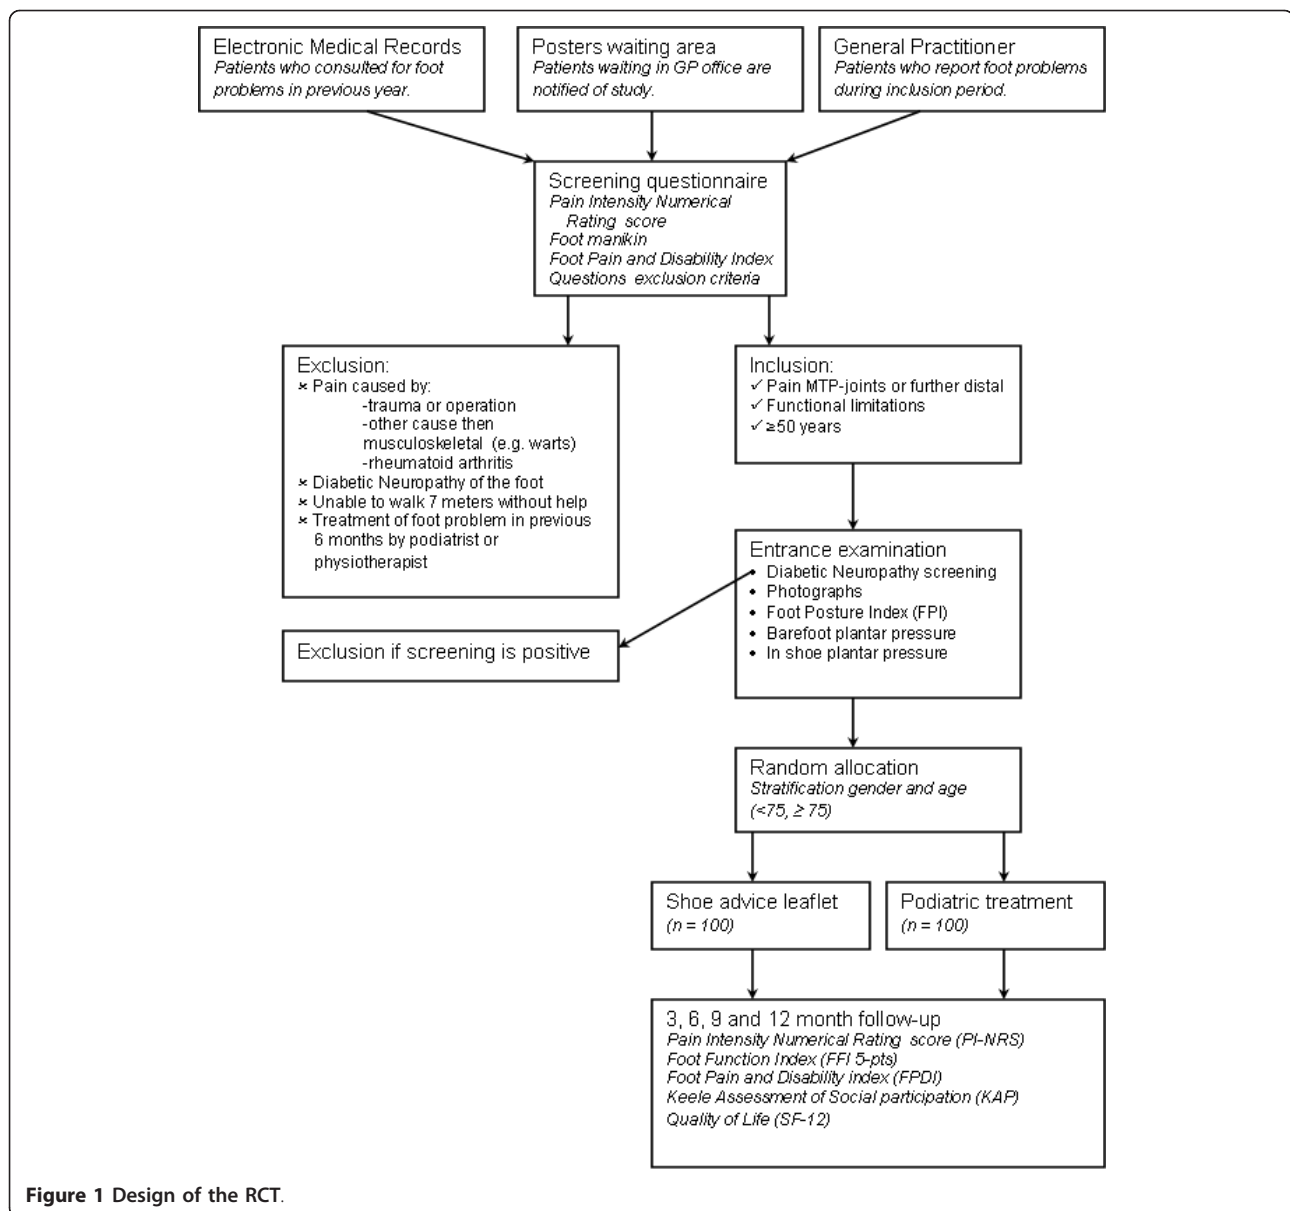 Electronic Medical Records
Patients who consulted for foot
problems in previous year.
Posters waiting area
Patients waiting in GP office are
notified of study.
General Practitioner
Patients who report foot problems
during inclusion period.
Screening questionnaire
Pain Intensity Numerical
Rating score
Foot manikin
Foot Pain and Disability Index
Questions exclusion criteria
Exclusion:
× Pain caused by:
-trauma or operation
-other cause then
musculoskeletal (e.g. warts)
-rheumatoid arthritis
× Diabetic Neuropathy of the foot
× Unable to walk 7 meters without help
× Treatment of foot problem in previous
6 months by podiatrist or
physiotherapist
Inclusion:
✓ Pain MTP-joints or further distal
✓ Functional limitations
✓ ≥50 years
Entrance examination
• Diabetic Neuropathy screening
• Photographs
• Foot Posture Index (FPI)
• Barefoot plantar pressure
• In shoe plantar pressure
Exclusion if screening is positive
Random allocation
Stratification gender and age
(<75, ≥ 75)
Shoe advice leaflet
(n = 100)
Podiatric treatment
(n = 100)
3, 6, 9 and 12 month follow-up
Pain Intensity Numerical Rating score (PI-NRS)
Foot Function Index (FFI 5-pts)
Foot Pain and Disability index (FPDI)
Keele Assessment of Social participation (KAP)
Quality of Life (SF-12)
Figure 1 Design of the RCT.